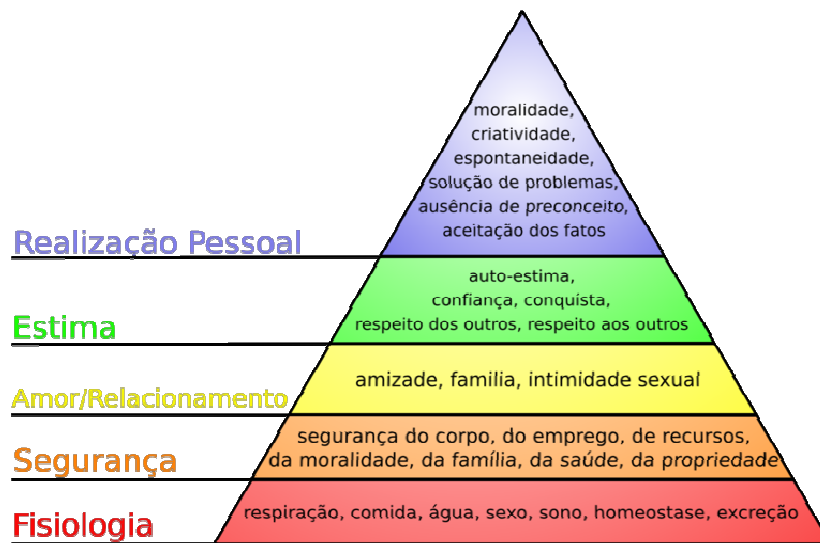 moralidade,
criatividade,
espontaneidade,
solução de problemas,
ausência de preconceito,
aceitação dos fatos
Realização Pessoal
auto-estima,
confiança, conquista,
respeito dos outros, respeito aos outros
Estima
amizade, família, intimidade sexual
Amor/Relacionamento
segurança do corpo, do emprego, de recursos,
da moralidade, da família, da saúde, da propriedade
Segurança
respiração, comida, água, sexo, sono, homeostase, excreção
Fisiologia